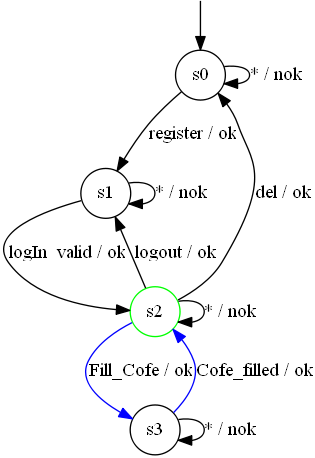 s0
* / nok
register / ok
s1
* / nok
del / ok
logIn valid / ok
logout / ok
s2
* / nok
Fill_Cofe / ok
Cofe_filled / ok
s3
* / nok